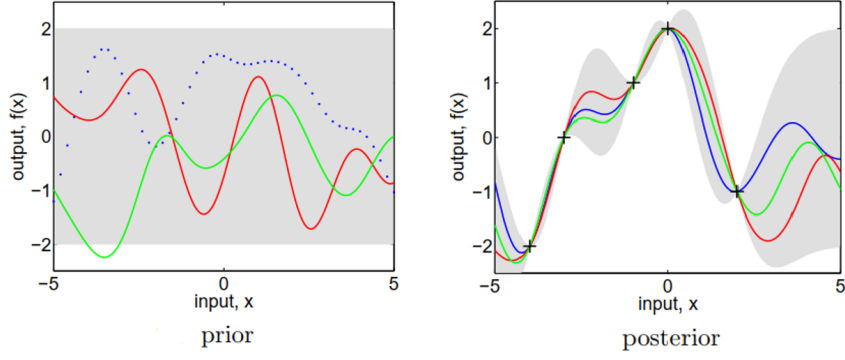 2
1
0
−1
−2
output, f(x)
−5
0
5
input, x
prior
2
1
0
−1
−2
output, f(x)
−5
0
5
input, x
posterior